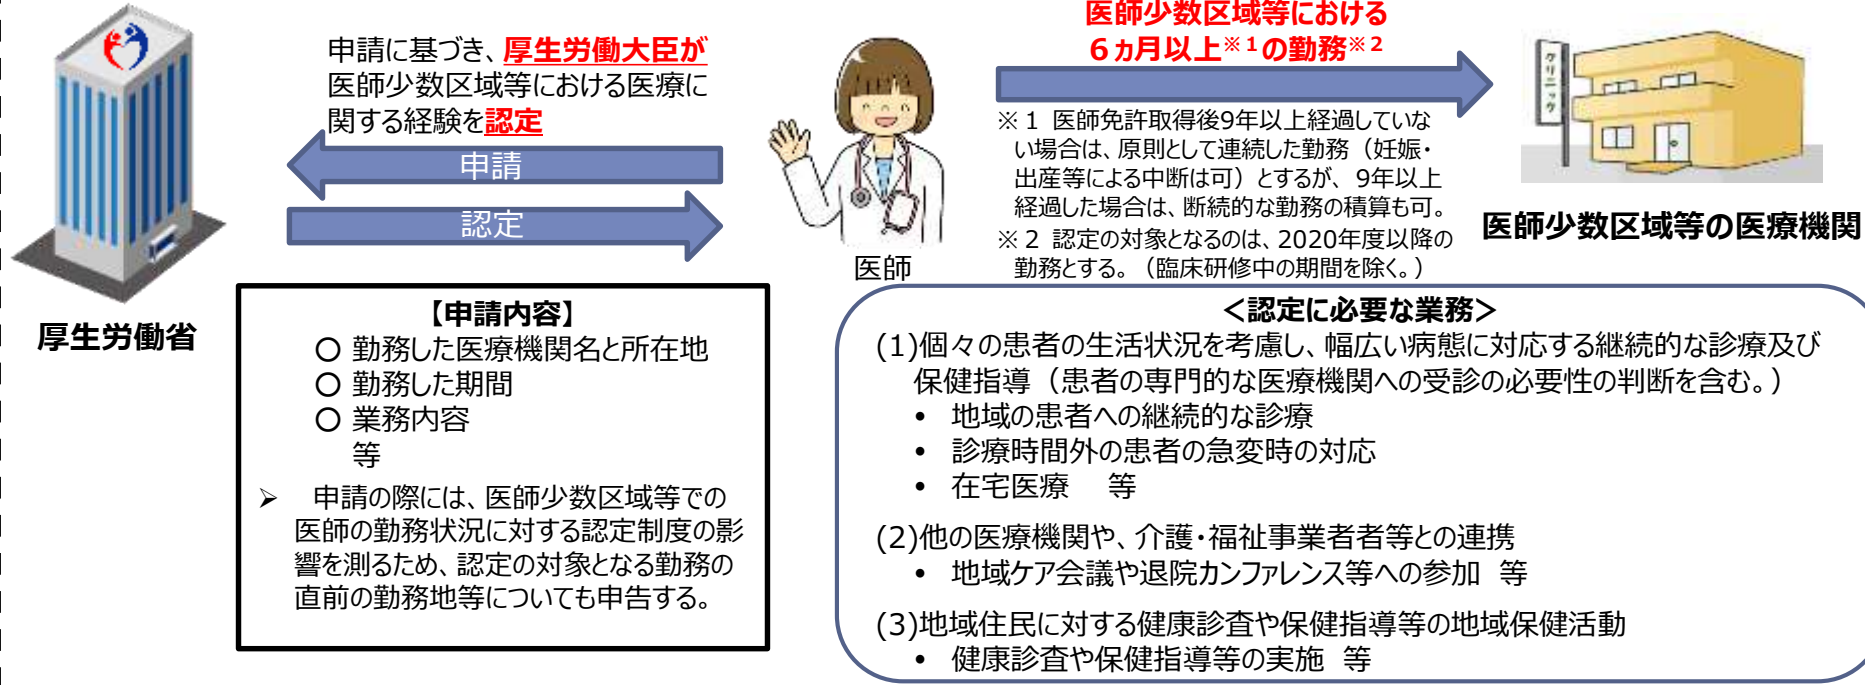 申請に基づき、厚生労働大臣が
医師少数区域等における医療に
関する経験を認定
申請
認定
厚生労働省
医師
医師少数区域等における
６ヵ月以上※１の勤務※２
※１ 医師免許取得後9年以上経過していな
い場合は、原則として連続した勤務（妊娠・
出産等による中断は可）とするが、9年以上
経過した場合は、断続的な勤務の積算も可。
※２ 認定の対象となるのは、2020年度以降の
勤務とする。（臨床研修中の期間を除く。）
クリニック
医師少数区域等の医療機関
【申請内容】
○ 勤務した医療機関名と所在地
○ 勤務した期間
○ 業務内容
等
➢ 申請の際には、医師少数区域等での
医師の勤務状況に対する認定制度の影
響を測るため、認定の対象となる勤務の
直前の勤務地等についても申告する。
＜認定に必要な業務＞
(1)個々の患者の生活状況を考慮し、幅広い病態に対応する継続的な診療及び
保健指導（患者の専門的な医療機関への受診の必要性の判断を含む。）
• 地域の患者への継続的な診療
• 診療時間外の患者の急変時の対応
• 在宅医療 等
(2)他の医療機関や、介護・福祉事業者者等との連携
• 地域ケア会議や退院カンファレンス等への参加 等
(3)地域住民に対する健康診査や保健指導等の地域保健活動
• 健康診査や保健指導等の実施 等